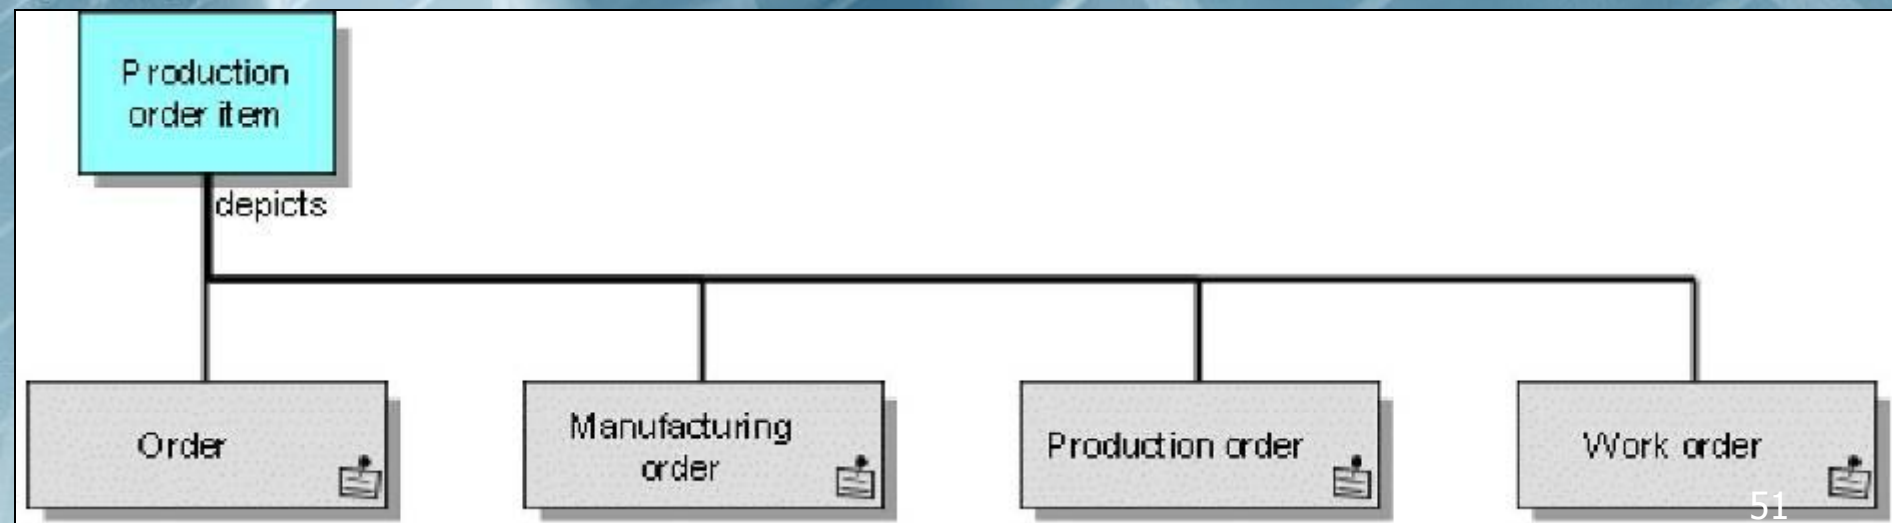 Production
order item
depicts
Order
Manufacturing
order
Production order
Work order
51